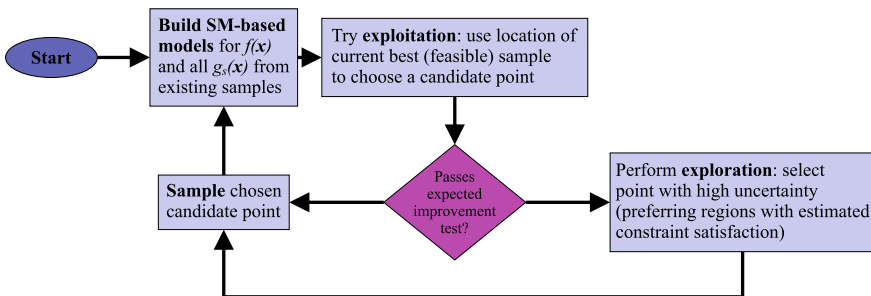 Start
Build SM-based
models for f(x)
and all gs(x) from
existing samples
Try exploitation: use location of
current best (feasible) sample
to choose a candidate point
Passes
expected
improvement
test?
Sample chosen
candidate point
Perform exploration: select
point with high uncertainty
(preferring regions with estimated
constraint satisfaction)